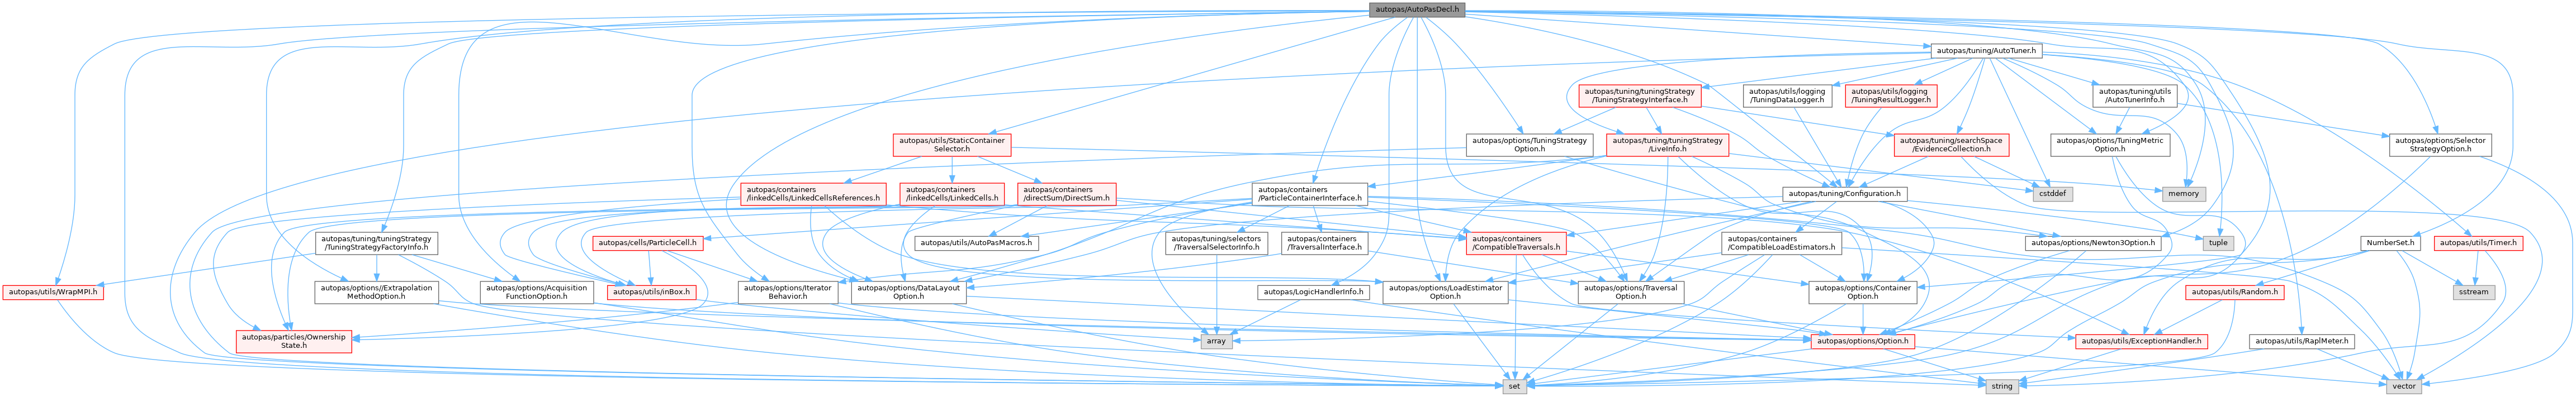 autopas/AutoPasDecl.h
autopas/tuning/AutoTuner.h
autopas/tuning/tuningStrategy
/TuningStrategyInterface.h
autopas/utils/logging
/TuningDataLogger.h
autopas/utils/logging
/TuningResultLogger.h
autopas/tuning/utils
/AutoTunerInfo.h
autopas/utils/StaticContainer
Selector.h
autopas/options/TuningStrategy
Option.h
autopas/tuning/tuningStrategy
/LiveInfo.h
autopas/tuning/searchSpace
/EvidenceCollection.h
autopas/options/TuningMetric
Option.h
autopas/options/Selector
StrategyOption.h
autopas/containers
/linkedCells/LinkedCellsReferences.h
autopas/containers
/linkedCells/LinkedCells.h
autopas/containers
/directSum/DirectSum.h
autopas/containers
/ParticleContainerInterface.h
autopas/tuning/Configuration.h
cstddef
memory
autopas/tuning/tuningStrategy
/TuningStrategyFactoryInfo.h
autopas/cells/ParticleCell.h
autopas/utils/AutoPasMacros.h
autopas/tuning/selectors
/TraversalSelectorInfo.h
autopas/containers
/TraversalInterface.h
autopas/containers
/CompatibleTraversals.h
autopas/containers
/CompatibleLoadEstimators.h
autopas/options/Newton3Option.h
tuple
NumberSet.h
autopas/utils/Timer.h
autopas/utils/WrapMPI.h
autopas/options//Extrapolation
MethodOption.h
autopas/options/Acquisition
FunctionOption.h
autopas/utils/inBox.h
autopas/options/Iterator
Behavior.h
autopas/options/DataLayout
Option.h
autopas/LogicHandlerInfo.h
autopas/options/LoadEstimator
Option.h
autopas/options/Traversal
Option.h
autopas/options/Container
Option.h
autopas/utils/Random.h
sstream
autopas/particles/Ownership
State.h
array
autopas/options/Option.h
autopas/utils/ExceptionHandler.h
autopas/utils/RaplMeter.h
set
string
vector